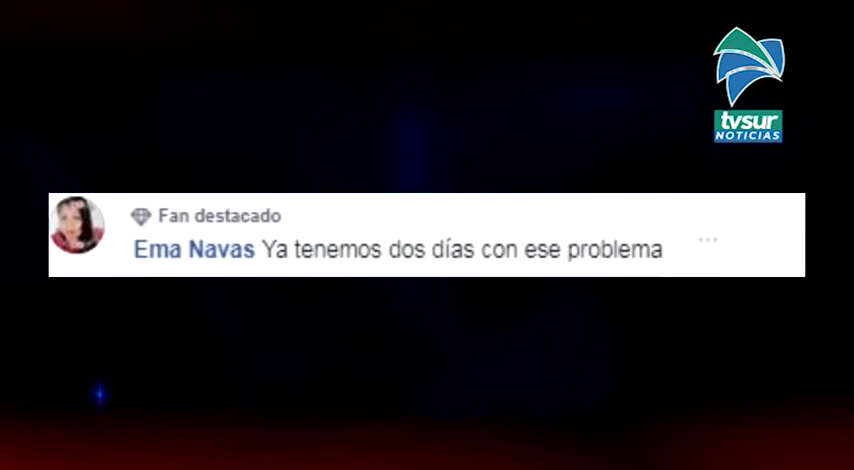 tvsur
NOTICIAS
Fan destacado
Ema Navas Ya tenemos dos días con ese problema